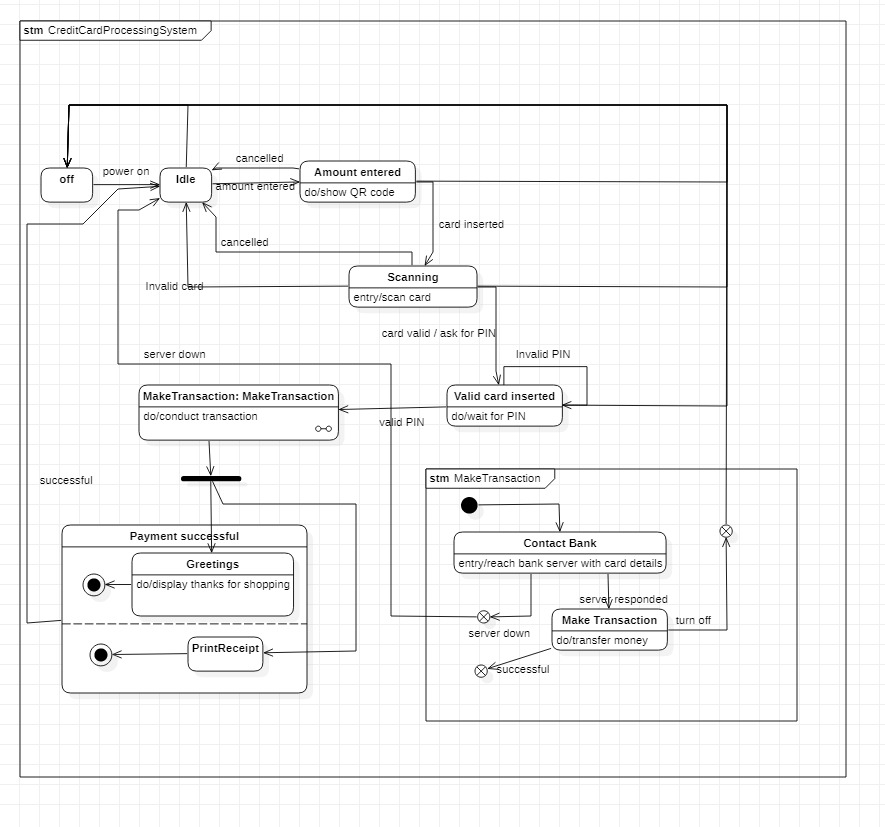 stm CreditCardProcessingSystem
cancelled
power on
off
Idle
Amount entered
amount entered
do/show QR code
card inserted
cancelled
Scanning
Invalid card
entry/scan card
card valid / ask for PIN
server down
Invalid PIN
MakeTransaction: MakeTransaction
do/conduct transaction
Valid card inserted
do/wait for PIN
valid PIN
successful
stm MakeTransaction
Payment successful
Contact Bank
entry/reach bank server with card details
Greetings
do/display thanks for shopping
server responded
server down
Make Transaction
do/transfer money
turn off
PrintReceipt
successful